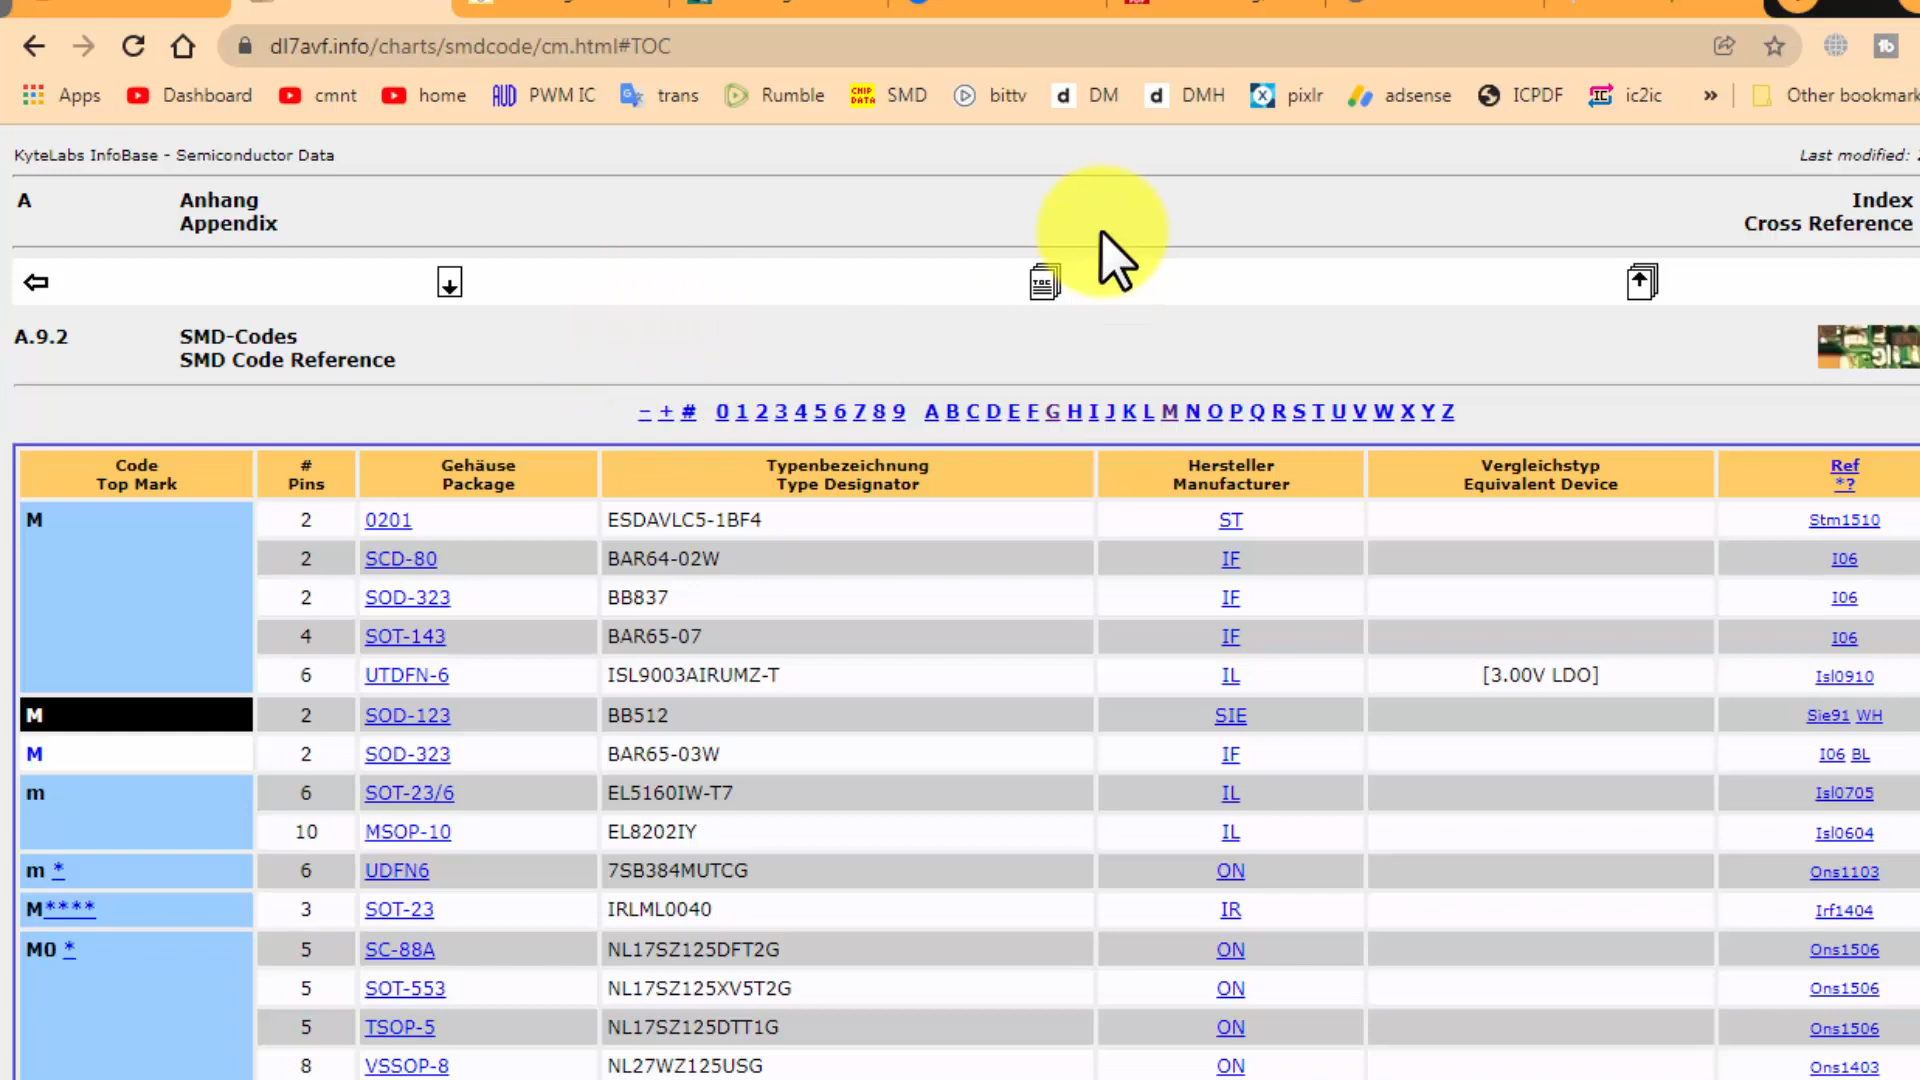 dl7avf.info/charts/smdcode/cm.html#TOC
Apps Dashboard cmnt home AUD PWM IC trans Rumble CHIP DATA SMD bittv d DM d DMH pixlr adsense ICPDF IC ic2ic » Other bookmark
KyteLabs InfoBase - Semiconductor Data Last modified:
A Anhang Index
Appendix Cross Reference
TOC
A.9.2 SMD-Codes
SMD Code Reference
- + # 0 1 2 3 4 5 6 7 8 9 A B C D E F G H I J K L M N O P Q R S T U V W X Y Z
Code # Gehäuse Typenbezeichnung Hersteller Vergleichstyp Ref
Top Mark Pins Package Type Designator Manufacturer Equivalent Device *?
M 2 0201 ESDAVLC5-1BF4 ST Stm1510
2 SCD-80 BAR64-02W IF I06
2 SOD-323 BB837 IF I06
4 SOT-143 BAR65-07 IF I06
6 UTDFN-6 ISL9003AIRUMZ-T IL [3.00V LDO] Isl0910
M 2 SOD-123 BB512 SIE Sie91 WH
M 2 SOD-323 BAR65-03W IF I06 BL
m 6 SOT-23/6 EL5160IW-T7 IL Isl0705
10 MSOP-10 EL8202IY IL Isl0604
m * 6 UDFN6 7SB384MUTCG ON Ons1103
M**** 3 SOT-23 IRLML0040 IR Irf1404
M0 * 5 SC-88A NL17SZ125DFT2G ON Ons1506
5 SOT-553 NL17SZ125XV5T2G ON Ons1506
5 TSOP-5 NL17SZ125DTT1G ON Ons1506
8 VSSOP-8 NL27WZ125USG ON Ons1403